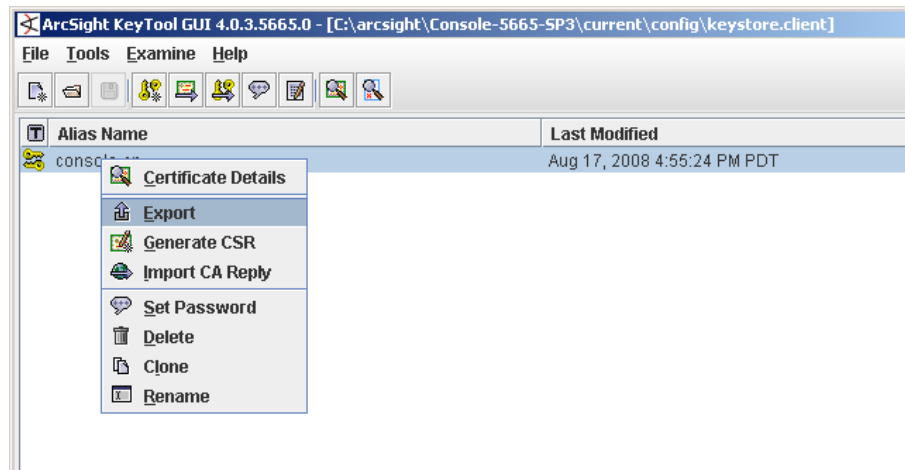 ArcSight KeyTool GUI 4.0.3.5665.0 - [C:\arcsight\Console-5665-SP3\current\config\keystore.client]
File Tools Examine Help
T Alias Name Last Modified
Aug 17, 2008 4:55:24 PM PDT
Certificate Details
Export
Generate CSR
Import CA Reply
Set Password
Delete
Clone
Rename